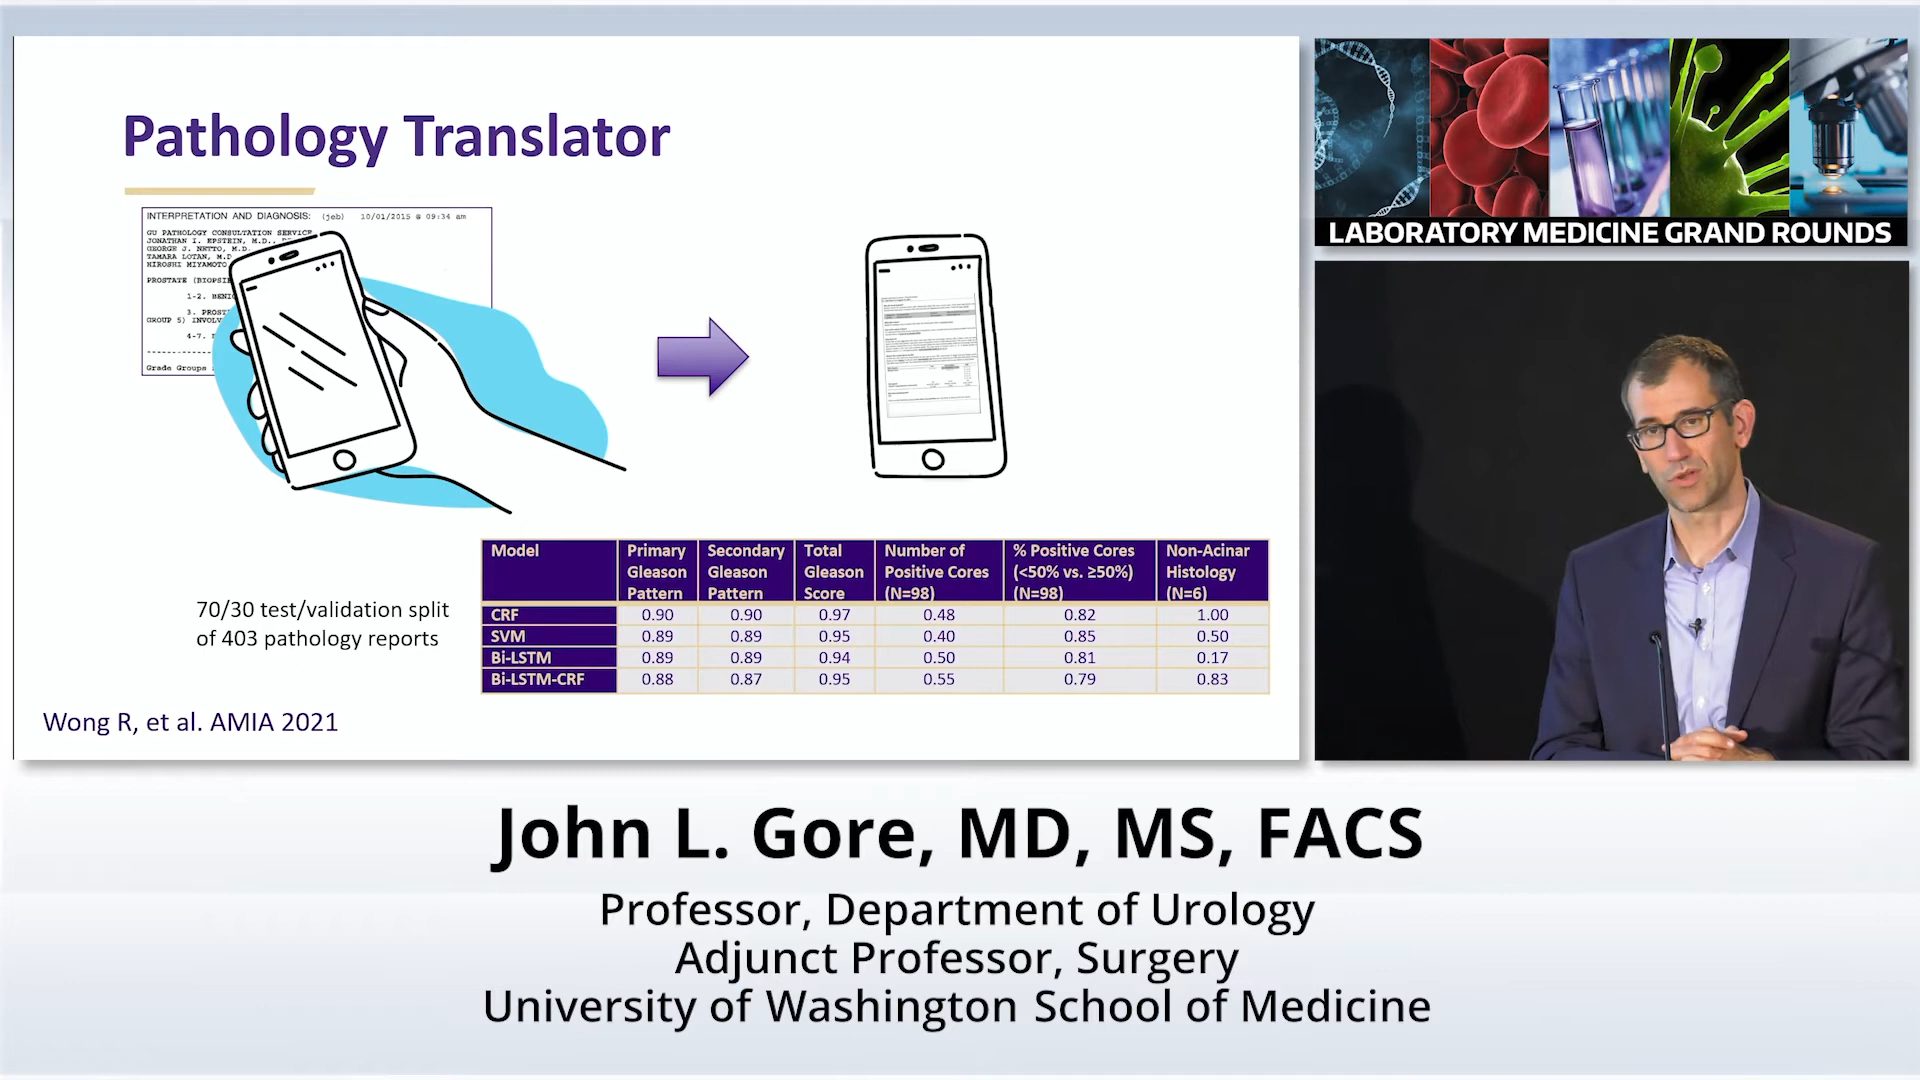 Pathology Translator
INTERPRETATION AND DIAGNOSIS: (jeb) 10/01/2015 @ 09:34 am
GU PATHOLOGY CONSULTATION SERVICE
JONATHAN I. EPSTEIN, M.D.,
GEORGE J. NETTO, M.D.
TAMARA LOTAN, M.D
HIROSHI MIYAMOTO
PROSTATE
1-2.
3.
GROUP 5)
4-7.
Grade Groups
70/30 test/validation split
of 403 pathology reports
Model Primary Gleason Pattern Secondary Gleason Pattern Total Gleason Score Number of Positive Cores (N=98) % Positive Cores (<50% vs. ≥50%) (N=98) Non-Acinar Histology (N=6)
CRF 0.90 0.90 0.97 0.48 0.82 1.00
SVM 0.89 0.89 0.95 0.40 0.85 0.50
Bi-LSTM 0.89 0.89 0.94 0.50 0.81 0.17
Bi-LSTM-CRF 0.88 0.87 0.95 0.55 0.79 0.83
Wong R, et al. AMIA 2021
LABORATORY MEDICINE GRAND ROUNDS
John L. Gore, MD, MS, FACS
Professor, Department of Urology
Adjunct Professor, Surgery
University of Washington School of Medicine